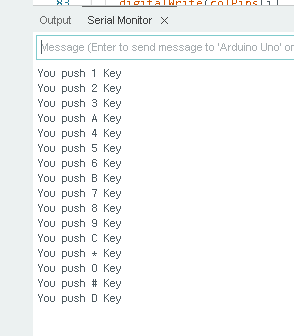 83 digitalWrite(colPins[i]
Output Serial Monitor
Message (Enter to send message to 'Arduino Uno' or
You push 1 Key
You push 2 Key
You push 3 Key
You push A Key
You push 4 Key
You push 5 Key
You push 6 Key
You push B Key
You push 7 Key
You push 8 Key
You push 9 Key
You push C Key
You push * Key
You push 0 Key
You push # Key
You push D Key